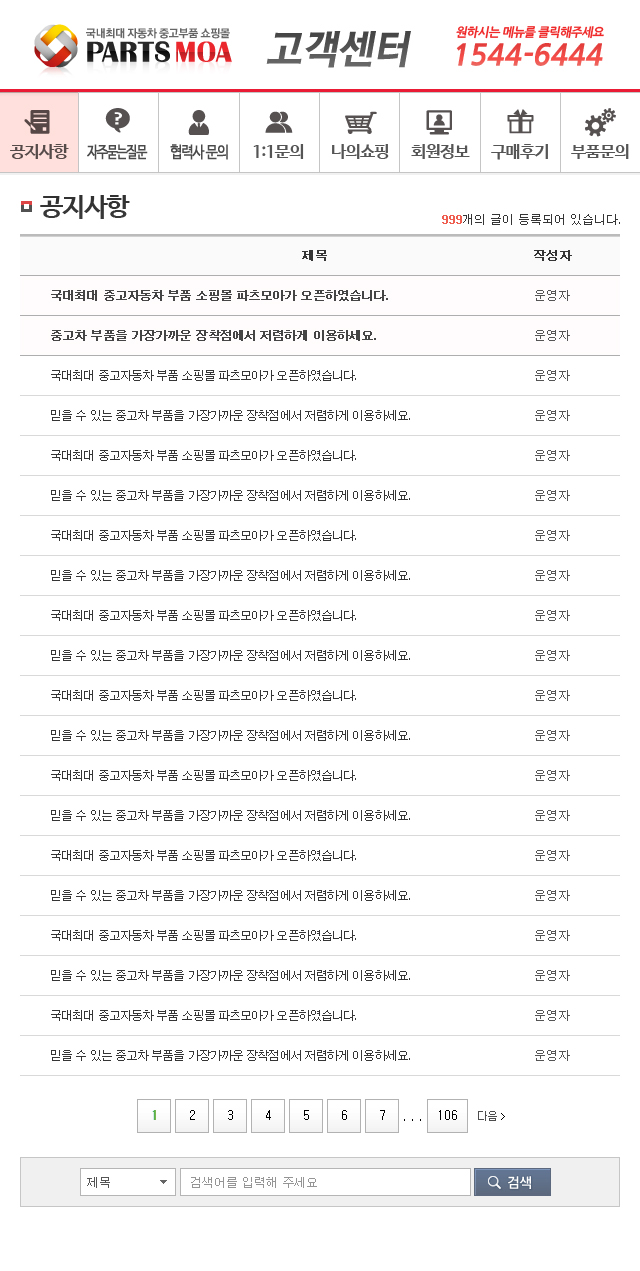 국내최대 자동차 중고부품 쇼핑몰
PARTS MOA
고객센터
원하시는 메뉴를 클릭해주세요
1544-6444
공지사항 자주묻는질문 협력사 문의 1:1문의 나의쇼핑 회원정보 구매후기 부품문의
공지사항
999개의 글이 등록되어 있습니다.
제목 작성자
국대최대 중고자동차 부품 소핑몰 파츠모아가 오픈하였습니다. 운영자
중고차 부품을 가장가까운 장착점에서 저렴하게 이용하세요. 운영자
국대최대 중고자동차 부품 소핑몰 파츠모아가 오픈하였습니다. 운영자
믿을 수 있는 중고차 부품을 가장가까운 장착점에서 저렴하게 이용하세요. 운영자
국대최대 중고자동차 부품 소핑몰 파츠모아가 오픈하였습니다. 운영자
믿을 수 있는 중고차 부품을 가장가까운 장착점에서 저렴하게 이용하세요. 운영자
국대최대 중고자동차 부품 소핑몰 파츠모아가 오픈하였습니다. 운영자
믿을 수 있는 중고차 부품을 가장가까운 장착점에서 저렴하게 이용하세요. 운영자
국대최대 중고자동차 부품 소핑몰 파츠모아가 오픈하였습니다. 운영자
믿을 수 있는 중고차 부품을 가장가까운 장착점에서 저렴하게 이용하세요. 운영자
국대최대 중고자동차 부품 소핑몰 파츠모아가 오픈하였습니다. 운영자
믿을 수 있는 중고차 부품을 가장가까운 장착점에서 저렴하게 이용하세요. 운영자
국대최대 중고자동차 부품 소핑몰 파츠모아가 오픈하였습니다. 운영자
믿을 수 있는 중고차 부품을 가장가까운 장착점에서 저렴하게 이용하세요. 운영자
국대최대 중고자동차 부품 소핑몰 파츠모아가 오픈하였습니다. 운영자
믿을 수 있는 중고차 부품을 가장가까운 장착점에서 저렴하게 이용하세요. 운영자
국대최대 중고자동차 부품 소핑몰 파츠모아가 오픈하였습니다. 운영자
믿을 수 있는 중고차 부품을 가장가까운 장착점에서 저렴하게 이용하세요. 운영자
국대최대 중고자동차 부품 소핑몰 파츠모아가 오픈하였습니다. 운영자
믿을 수 있는 중고차 부품을 가장가까운 장착점에서 저렴하게 이용하세요. 운영자
1 2 3 4 5 6 7 ... 106 다음 >
제목 검색어를 입력해 주세요 검색